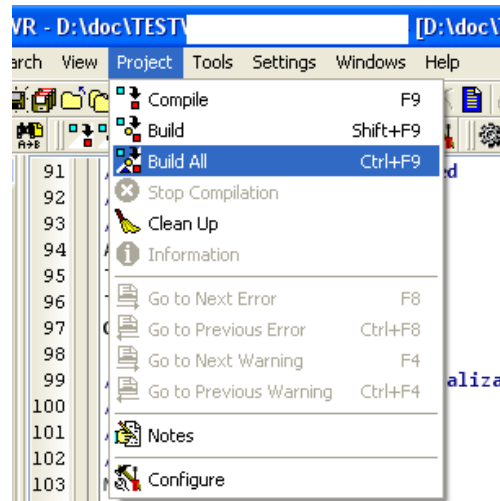 VR - D:\doc\TEST\ [D:\doc\
arch View Project Tools Settings Windows Help
Compile F9
A→B Build Shift+F9
91 Build All Ctrl+F9 ed
92 Stop Compilation
93 Clean Up
94 Information
95
96 Go to Next Error F8
97 Go to Previous Error Ctrl+F8
98 Go to Next Warning F4
99 Go to Previous Warning Ctrl+F4 aliza
100
101 Notes
102
103 Configure